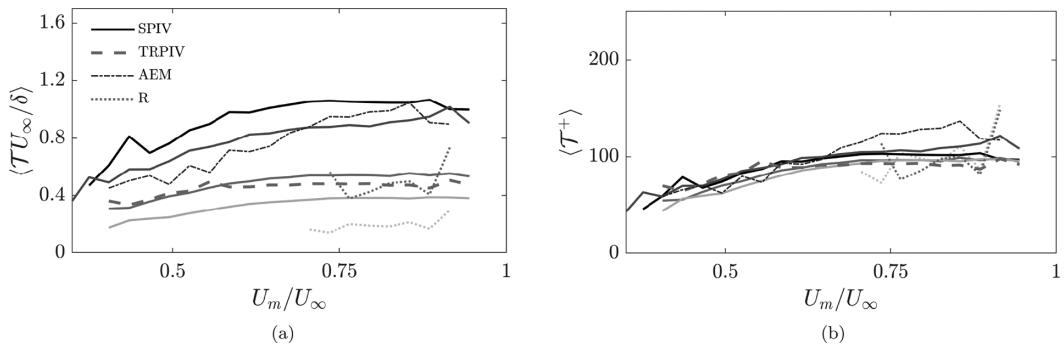 1.6
1.2
0.8
0.4
0
⟨𝒯U∞/δ⟩
SPIV
TRPIV
AEM
R
0.5
0.75
1
Um/U∞
(a)
200
100
0
⟨𝒯⁺⟩
0.5
0.75
1
Um/U∞
(b)